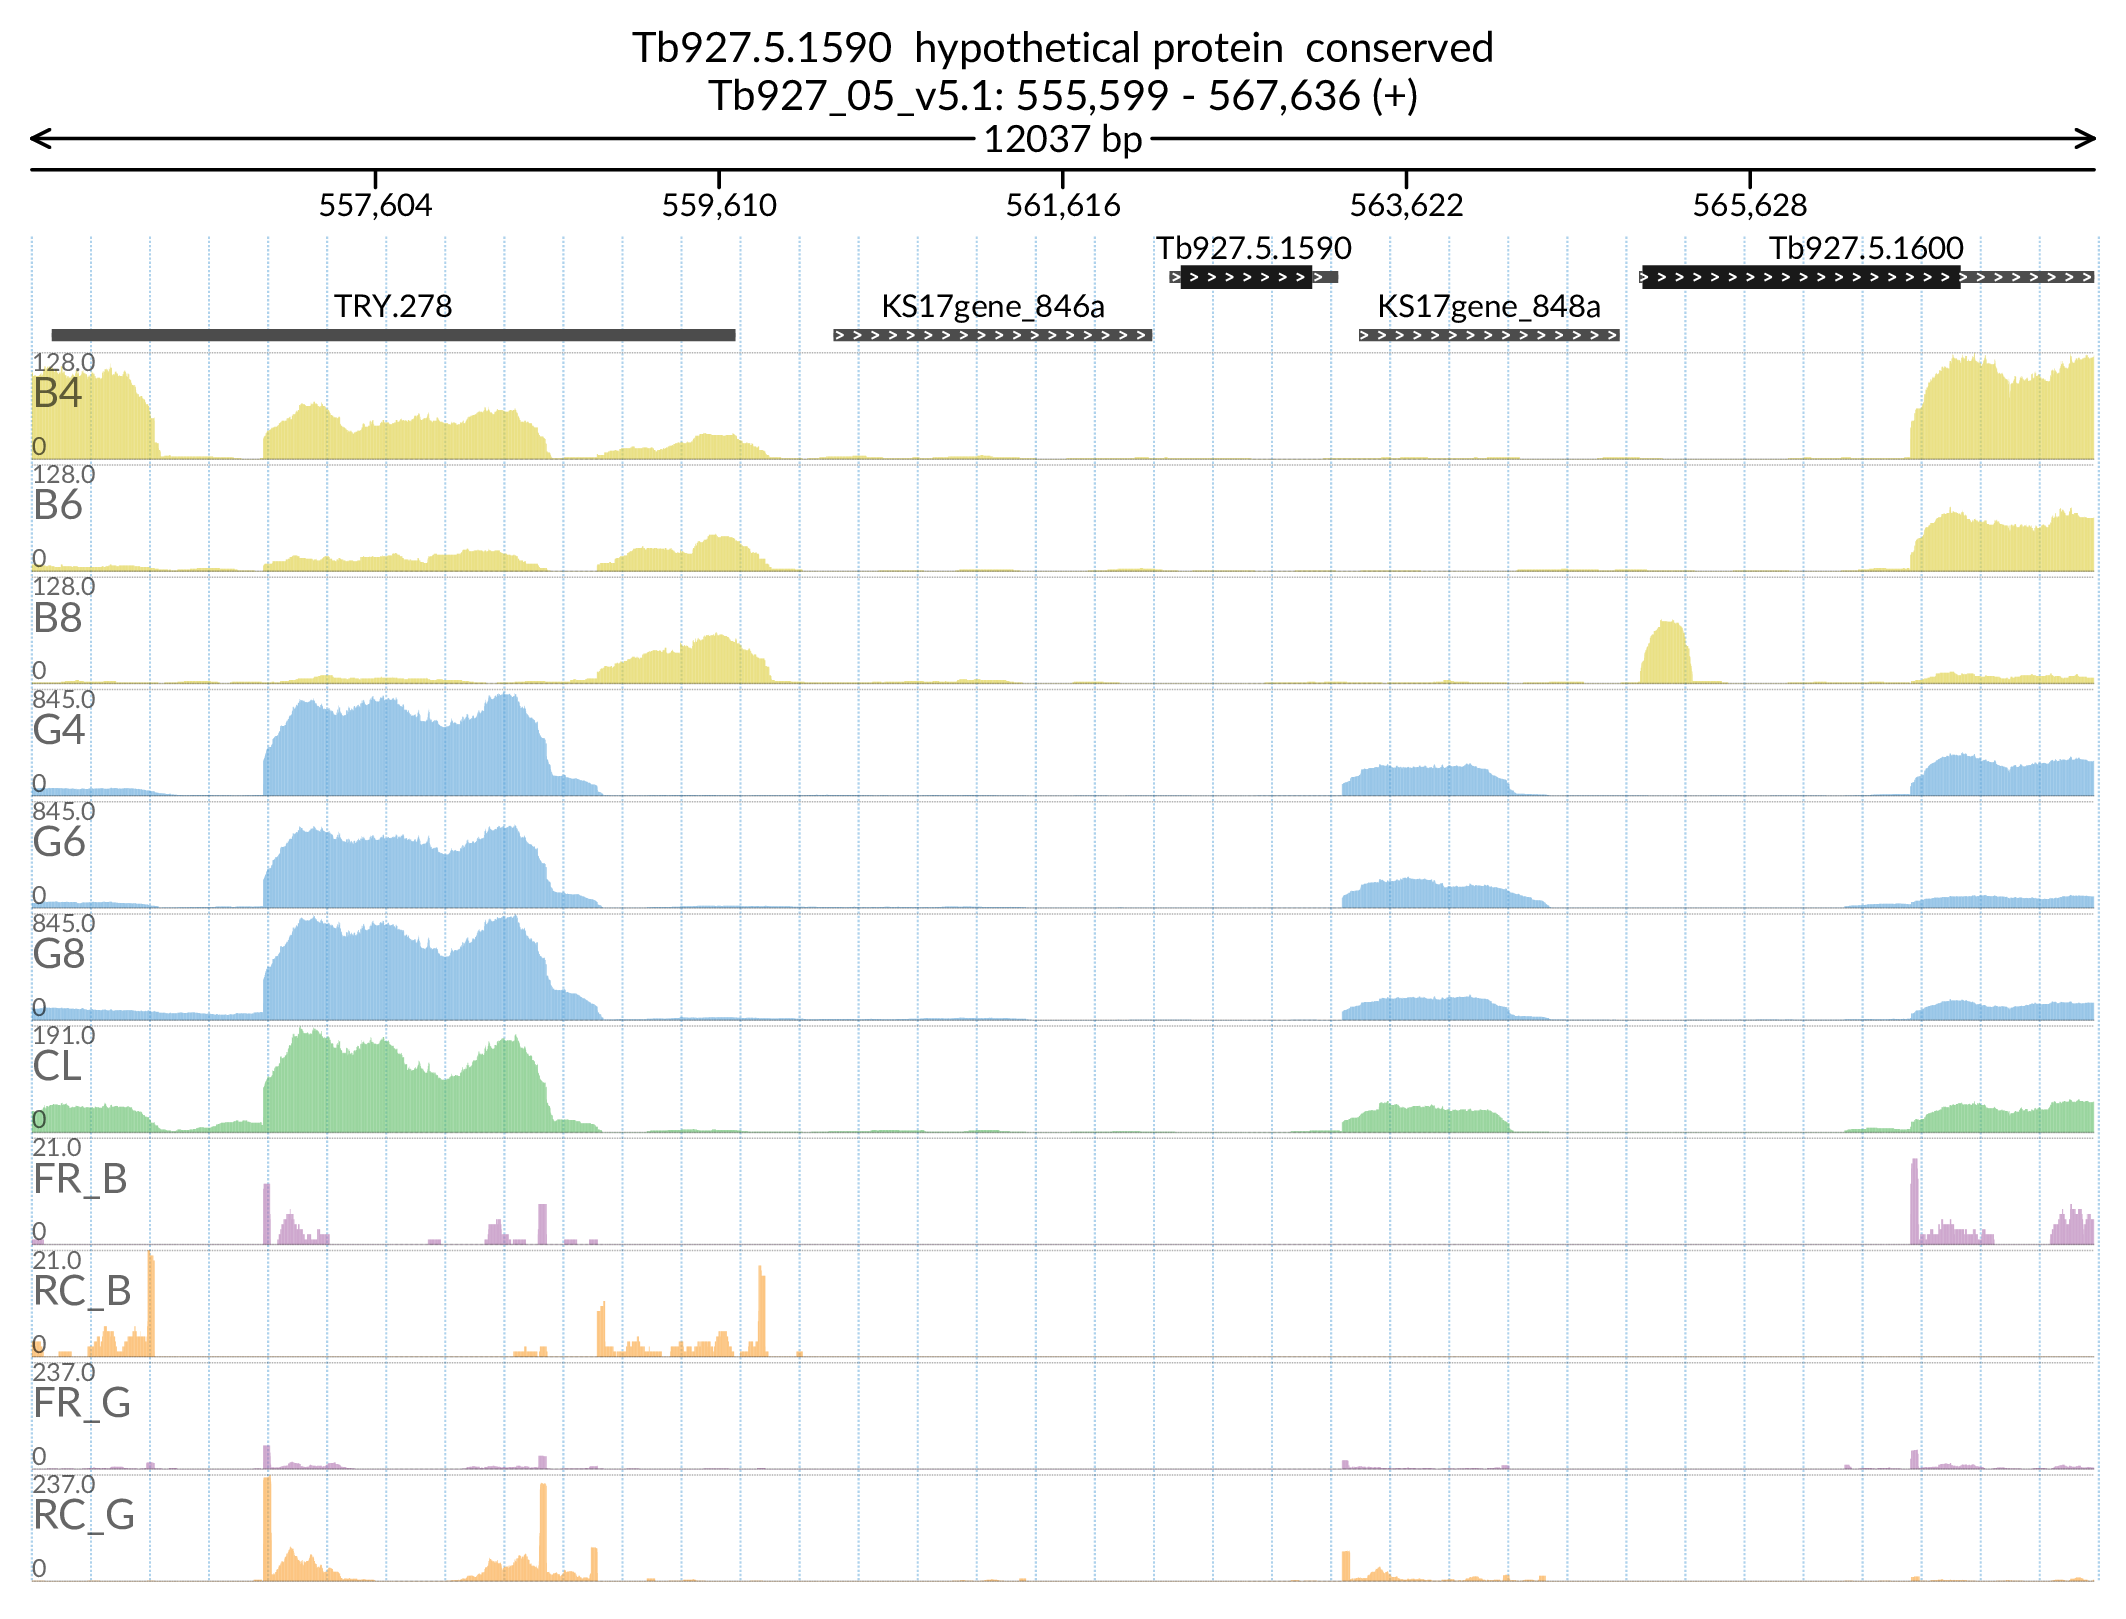 Tb927.5.1590  hypothetical protein  conserved
Tb927_05_v5.1: 555,599 - 567,636 (+)
12037 bp
557,604 559,610 561,616 563,622 565,628
Tb927.5.1590 Tb927.5.1600
TRY.278 KS17gene_846a KS17gene_848a
128.0
B4
0
128.0
B6
0
128.0
B8
0
845.0
G4
0
845.0
G6
0
845.0
G8
0
191.0
CL
0
21.0
FR_B
0
21.0
RC_B
0
237.0
FR_G
0
237.0
RC_G
0